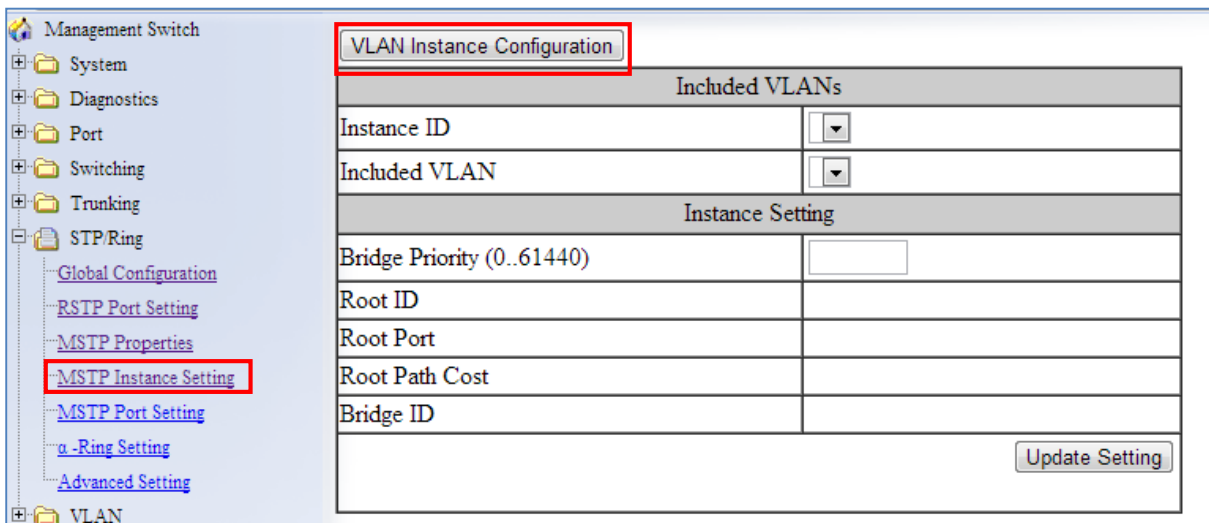 Management Switch
System
Diagnostics
Port
Switching
Trunking
STP/Ring
Global Configuration
RSTP Port Setting
MSTP Properties
MSTP Instance Setting
MSTP Port Setting
α -Ring Setting
Advanced Setting
VLAN
VLAN Instance Configuration
Included VLANs
Instance ID
Included VLAN
Instance Setting
Bridge Priority (0..61440)
Root ID
Root Port
Root Path Cost
Bridge ID
Update Setting